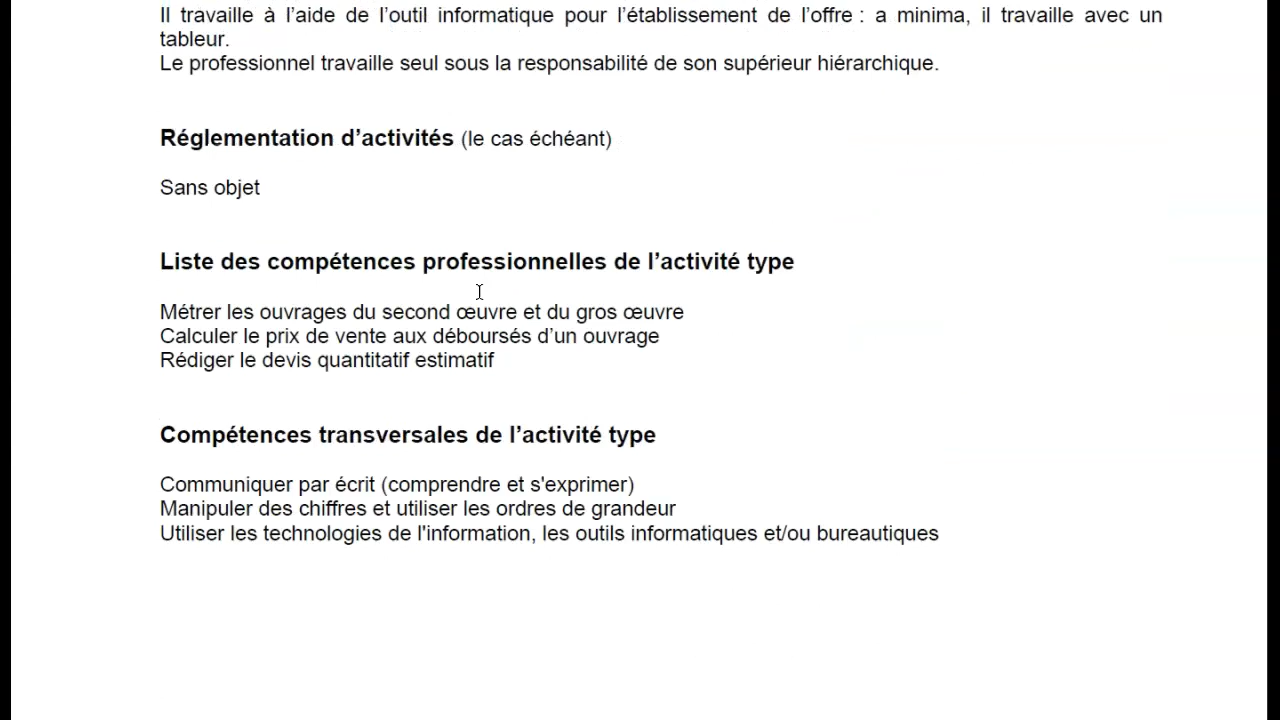 Il travaille à l’aide de l’outil informatique pour l’établissement de l’offre : a minima, il travaille avec un
tableur.
Le professionnel travaille seul sous la responsabilité de son supérieur hiérarchique.
Réglementation d’activités (le cas échéant)
Sans objet
Liste des compétences professionnelles de l’activité type
Métrer les ouvrages du second œuvre et du gros œuvre
Calculer le prix de vente aux déboursés d’un ouvrage
Rédiger le devis quantitatif estimatif
Compétences transversales de l’activité type
Communiquer par écrit (comprendre et s'exprimer)
Manipuler des chiffres et utiliser les ordres de grandeur
Utiliser les technologies de l'information, les outils informatiques et/ou bureautiques